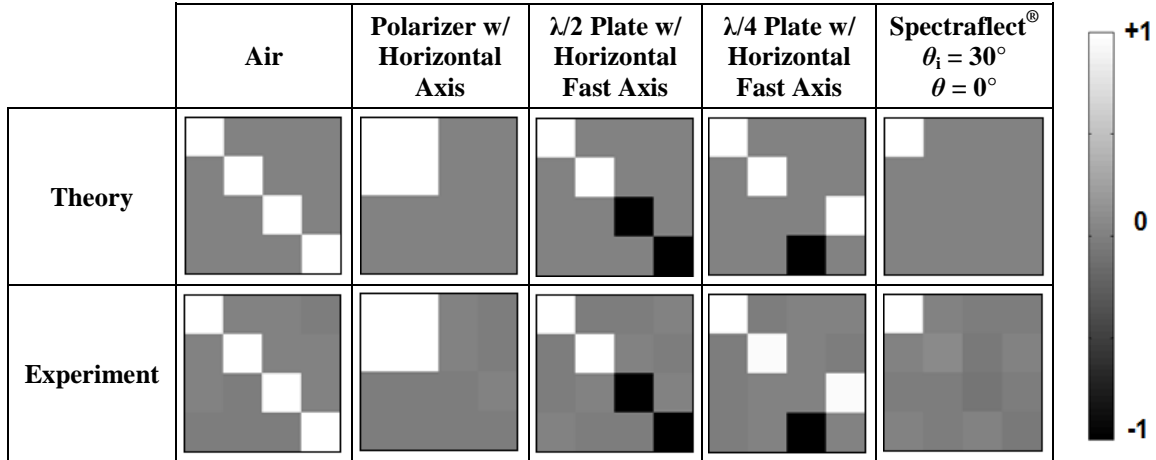 Air
Polarizer w/
Horizontal
Axis
λ/2 Plate w/
Horizontal
Fast Axis
λ/4 Plate w/
Horizontal
Fast Axis
Spectraflect®
θi = 30°
θ = 0°
+1
Theory
0
Experiment
-1